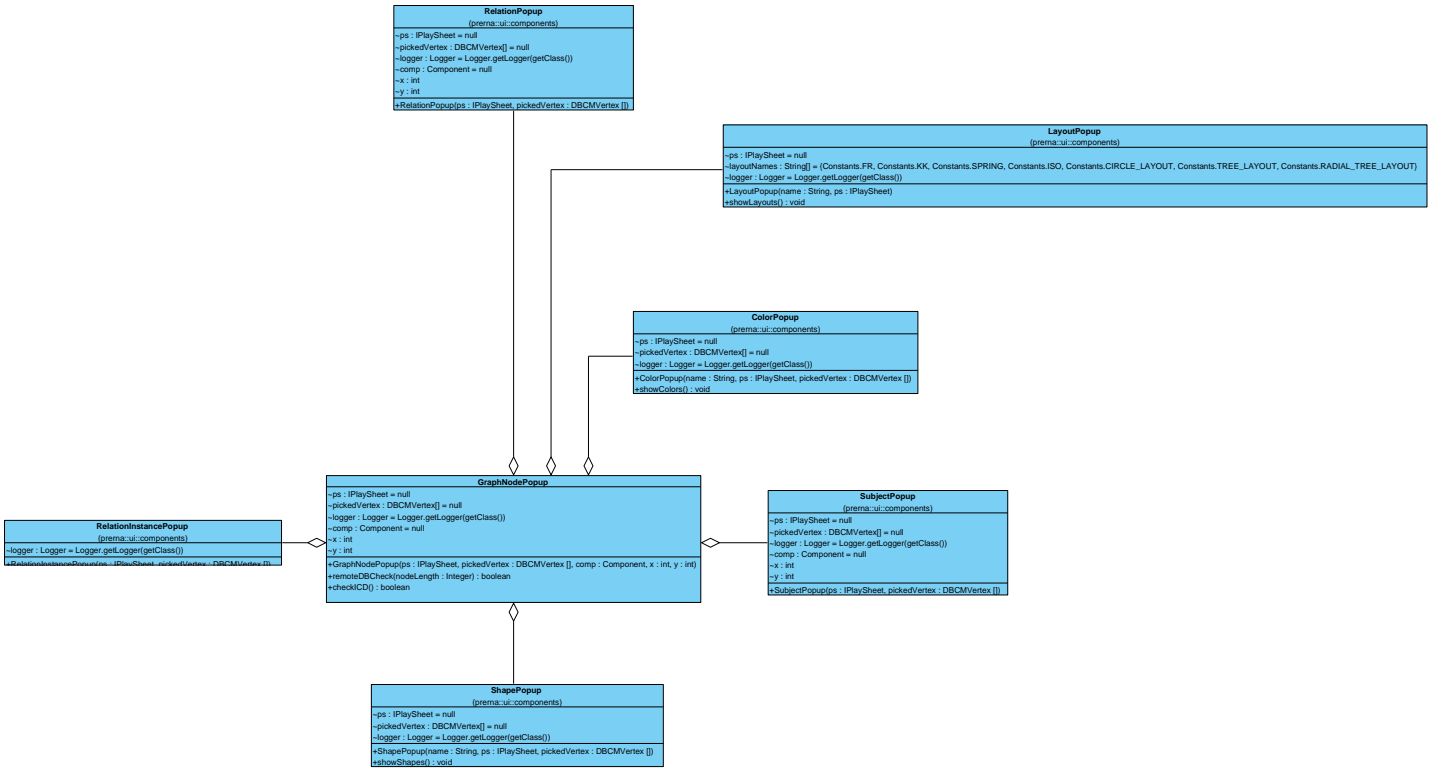 RelationPopup
(prerna::ui::components)
~ps : IPlaySheet = null
~pickedVertex : DBCMVertex[] = null
~logger : Logger = Logger.getLogger(getClass())
~comp : Component = null
~x : int
~y : int
+RelationPopup(ps : IPlaySheet, pickedVertex : DBCMVertex [])
LayoutPopup
(prerna::ui::components)
~ps : IPlaySheet = null
~layoutNames : String[] = {Constants.FR, Constants.KK, Constants.SPRING, Constants.ISO, Constants.CIRCLE_LAYOUT, Constants.TREE_LAYOUT, Constants.RADIAL_TREE_LAYOUT}
~logger : Logger = Logger.getLogger(getClass())
+LayoutPopup(name : String, ps : IPlaySheet)
+showLayouts() : void
ColorPopup
(prerna::ui::components)
~ps : IPlaySheet = null
~pickedVertex : DBCMVertex[] = null
~logger : Logger = Logger.getLogger(getClass())
+ColorPopup(name : String, ps : IPlaySheet, pickedVertex : DBCMVertex [])
+showColors() : void
GraphNodePopup
~ps : IPlaySheet = null
~pickedVertex : DBCMVertex[] = null
~logger : Logger = Logger.getLogger(getClass())
~comp : Component = null
~x : int
~y : int
+GraphNodePopup(ps : IPlaySheet, pickedVertex : DBCMVertex [], comp : Component, x : int, y : int)
+remoteDBCheck(nodeLength : Integer) : boolean
+checkICD() : boolean
SubjectPopup
(prerna::ui::components)
~ps : IPlaySheet = null
~pickedVertex : DBCMVertex[] = null
~logger : Logger = Logger.getLogger(getClass())
~comp : Component = null
~x : int
~y : int
+SubjectPopup(ps : IPlaySheet, pickedVertex : DBCMVertex [])
RelationInstancePopup
(prerna::ui::components)
~logger : Logger = Logger.getLogger(getClass())
+RelationInstancePopup(ps : IPlaySheet, pickedVertex : DBCMVertex [])
ShapePopup
(prerna::ui::components)
~ps : IPlaySheet = null
~pickedVertex : DBCMVertex[] = null
~logger : Logger = Logger.getLogger(getClass())
+ShapePopup(name : String, ps : IPlaySheet, pickedVertex : DBCMVertex [])
+showShapes() : void